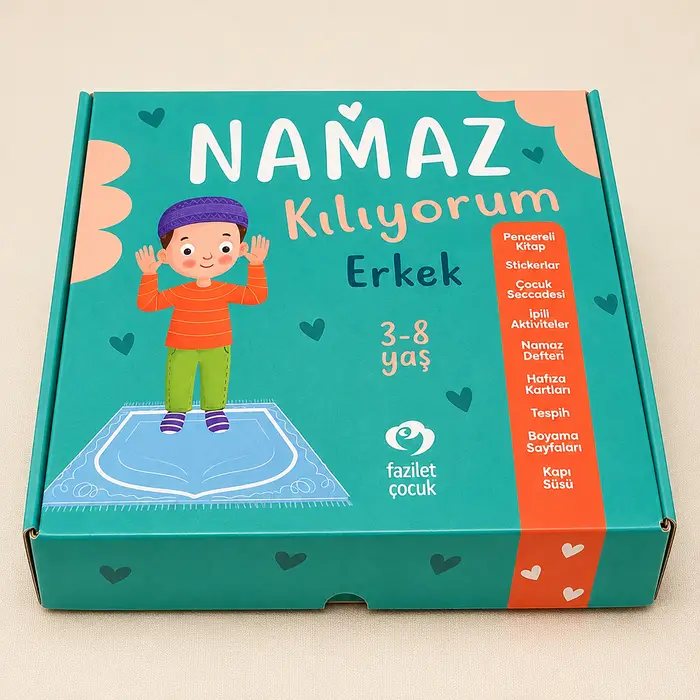 NAMAZ
Kılıyorum
Erkek
3-8
yaş
fazilet
çocuk
Pencereli
Kitap
Stickerlar
Çocuk
Seccadesi
İpili
Aktiviteler
Namaz
Defteri
Hafıza
Kartları
Tespih
Boyama
Sayfaları
Kapı
Süsü